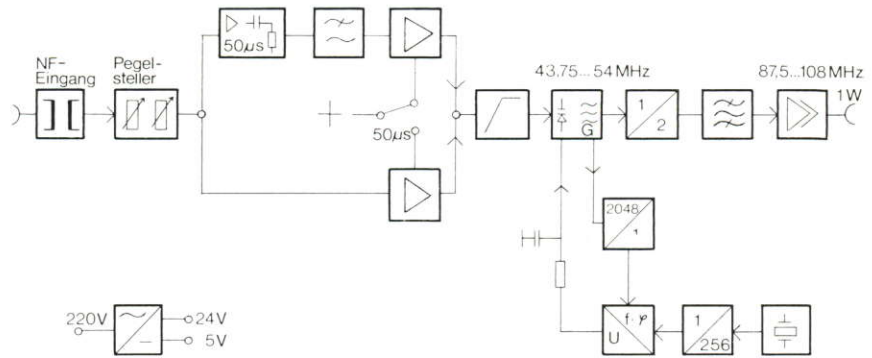 50µs
NF-
Eingang
Pegel-
steller
43,75...54 MHz
87,5...108 MHz
1W
1
2
G
50µs
2048
1
220V
24V
5V
f·φ
U
1
256